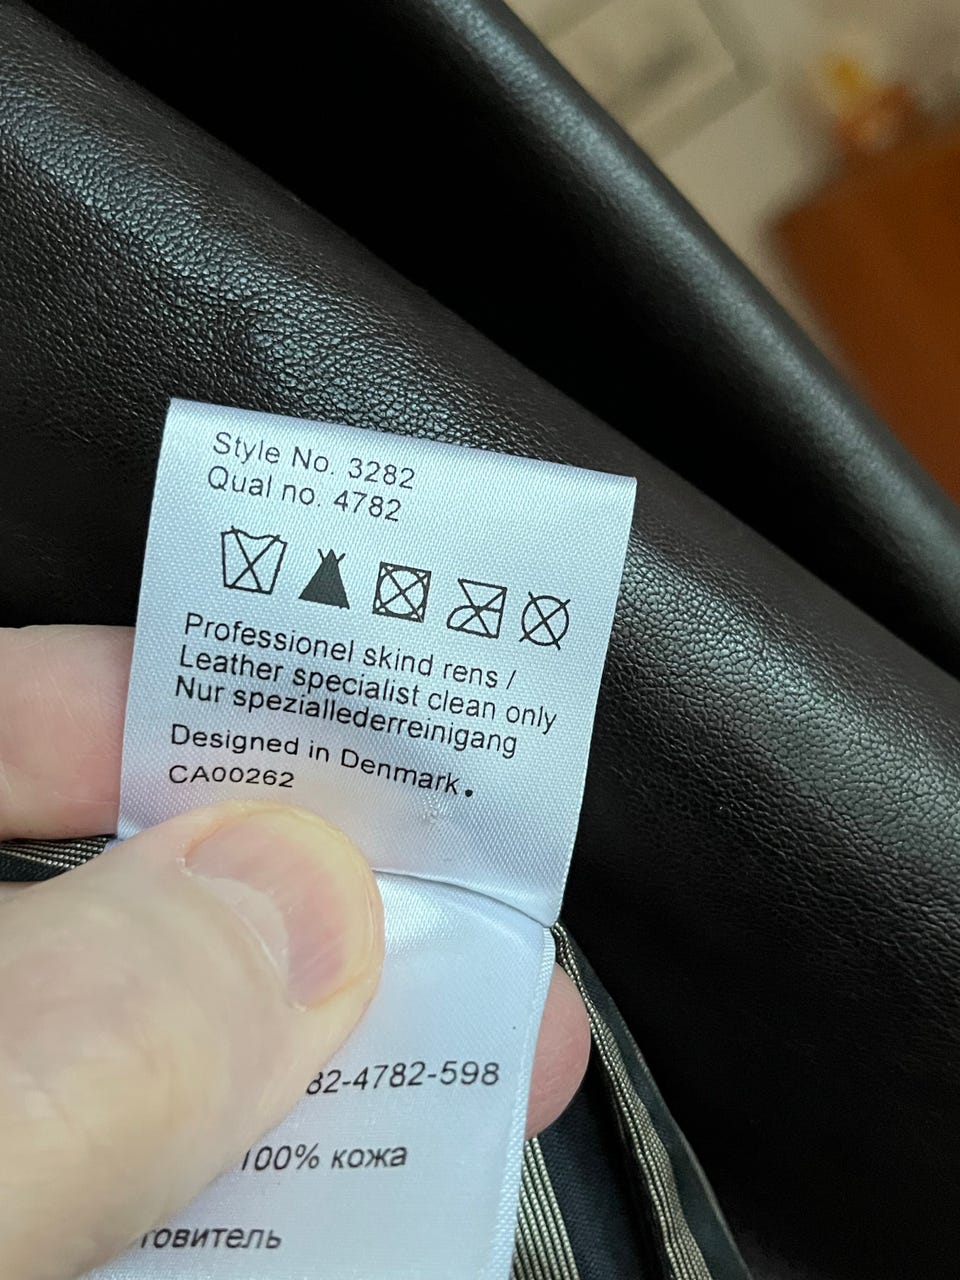 Style No. 3282
Qual no. 4782
Professionel skind rens /
Leather specialist clean only
Nur speziallederreinigang
Designed in Denmark.
CA00262
82-4782-598
100% кожа
товитель